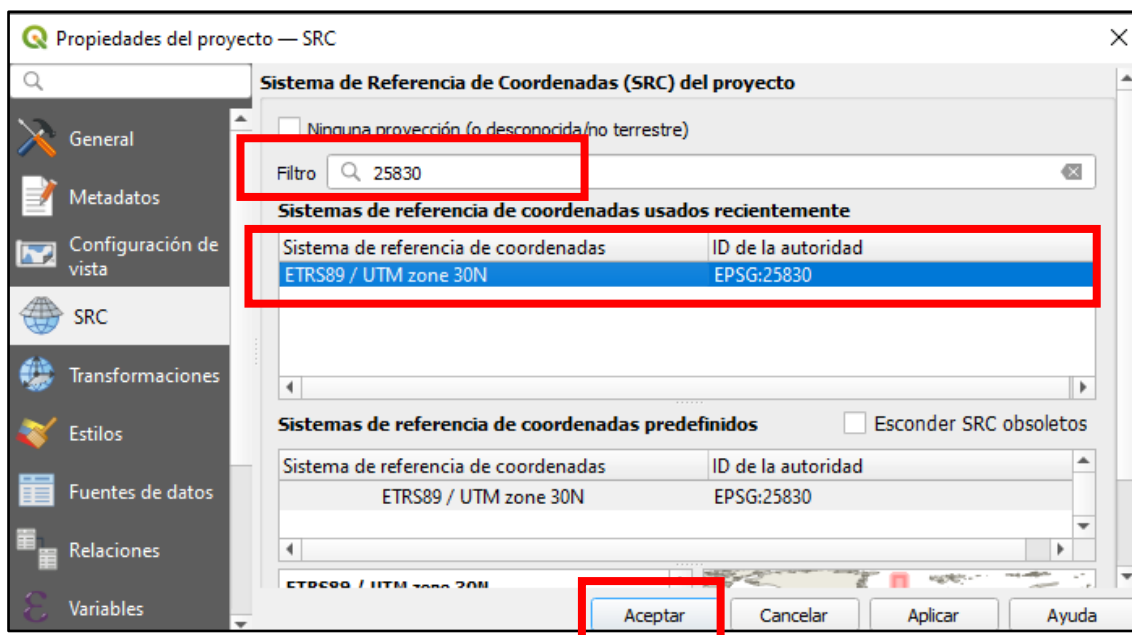 Propiedades del proyecto — SRC
Sistema de Referencia de Coordenadas (SRC) del proyecto
Ninguna proyección (o desconocida/no terrestre)
Filtro 25830
Sistemas de referencia de coordenadas usados recientemente
Sistema de referencia de coordenadas ID de la autoridad
ETRS89 / UTM zone 30N EPSG:25830
Sistemas de referencia de coordenadas predefinidos Esconder SRC obsoletos
Sistema de referencia de coordenadas ID de la autoridad
ETRS89 / UTM zone 30N EPSG:25830
ETRS89 / UTM zone 30N
General
Metadatos
Configuración de
vista
SRC
Transformaciones
Estilos
Fuentes de datos
Relaciones
Variables
Aceptar Cancelar Aplicar Ayuda